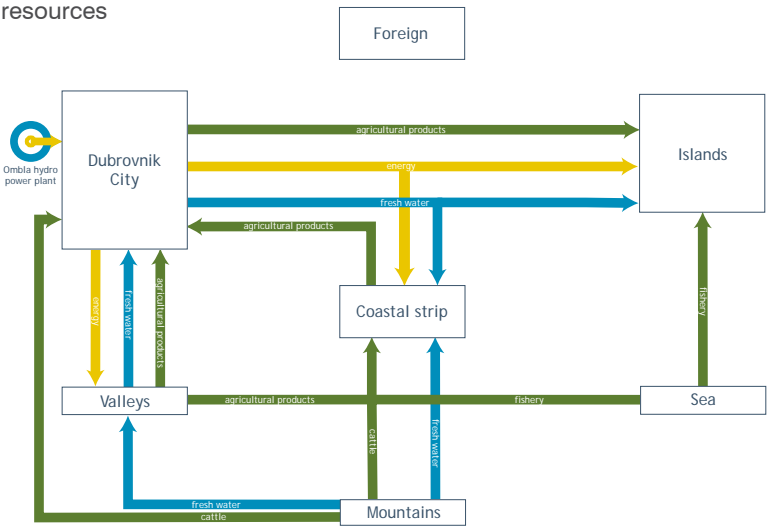 resources
Foreign
agricultural products
Ombla hydro
power plant
Dubrovnik
City
energy
Islands
fresh water
agricultural products
energy
fresh water
agricultural products
Coastal strip
fishery
Valleys
agricultural products
fishery
Sea
cattle
fresh water
fresh water
cattle
Mountains